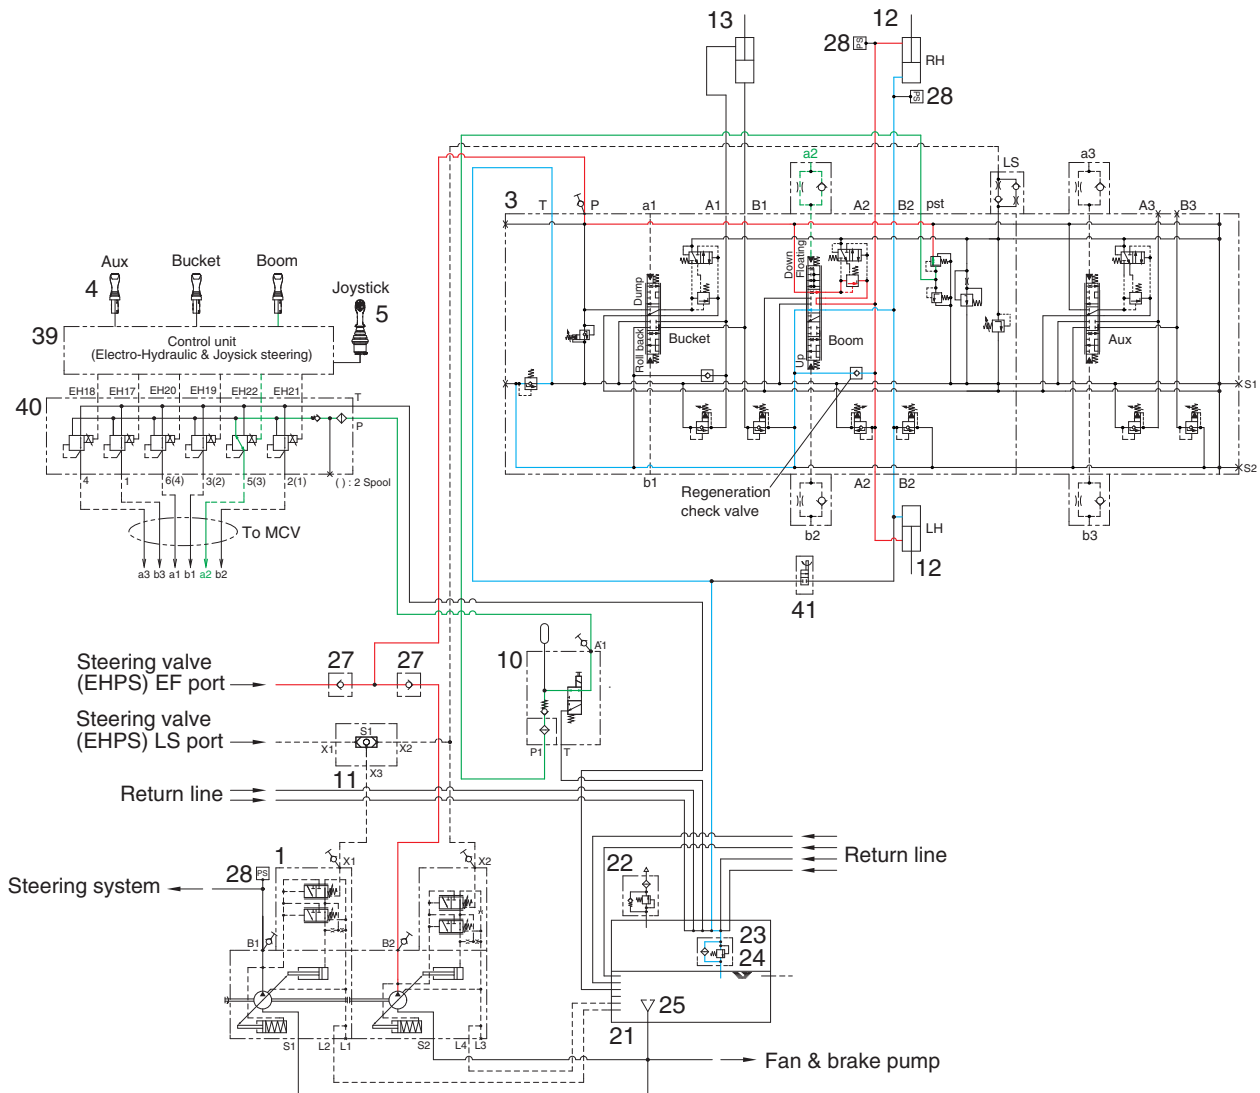 13
12
28
PS
RH
Sd
28
a2
LS
a3
3
T
P
a1
A1
B1
A2
B2
pst
A3
B3
Aux
Bucket
Boom
4
Joystick
5
39
Control unit
(Electro-Hydraulic & Joysick steering)
EH18
EH17
EH20
EH19
EH22
EH21
40
T
P
4
1
6(4)
3(2)
5(3)
2(1)
( ) : 2 Spool
To MCV
a3
b3
a1
b1
a2
b2
Dump
Roll back
Bucket
Down
Floating
Up
Boom
Aux
S1
S2
b1
A2
B2
Regeneration
check valve
b2
LH
12
b3
41
Steering valve
(EHPS) EF port
27
27
10
A1
P1
T
Steering valve
(EHPS) LS port
X1
S1
X2
X3
11
Return line
Return line
28
PS
1
X1
X2
Steering system
B1
B2
22
23
24
25
21
S1
L2
L1
S2
L4
L3
Fan & brake pump